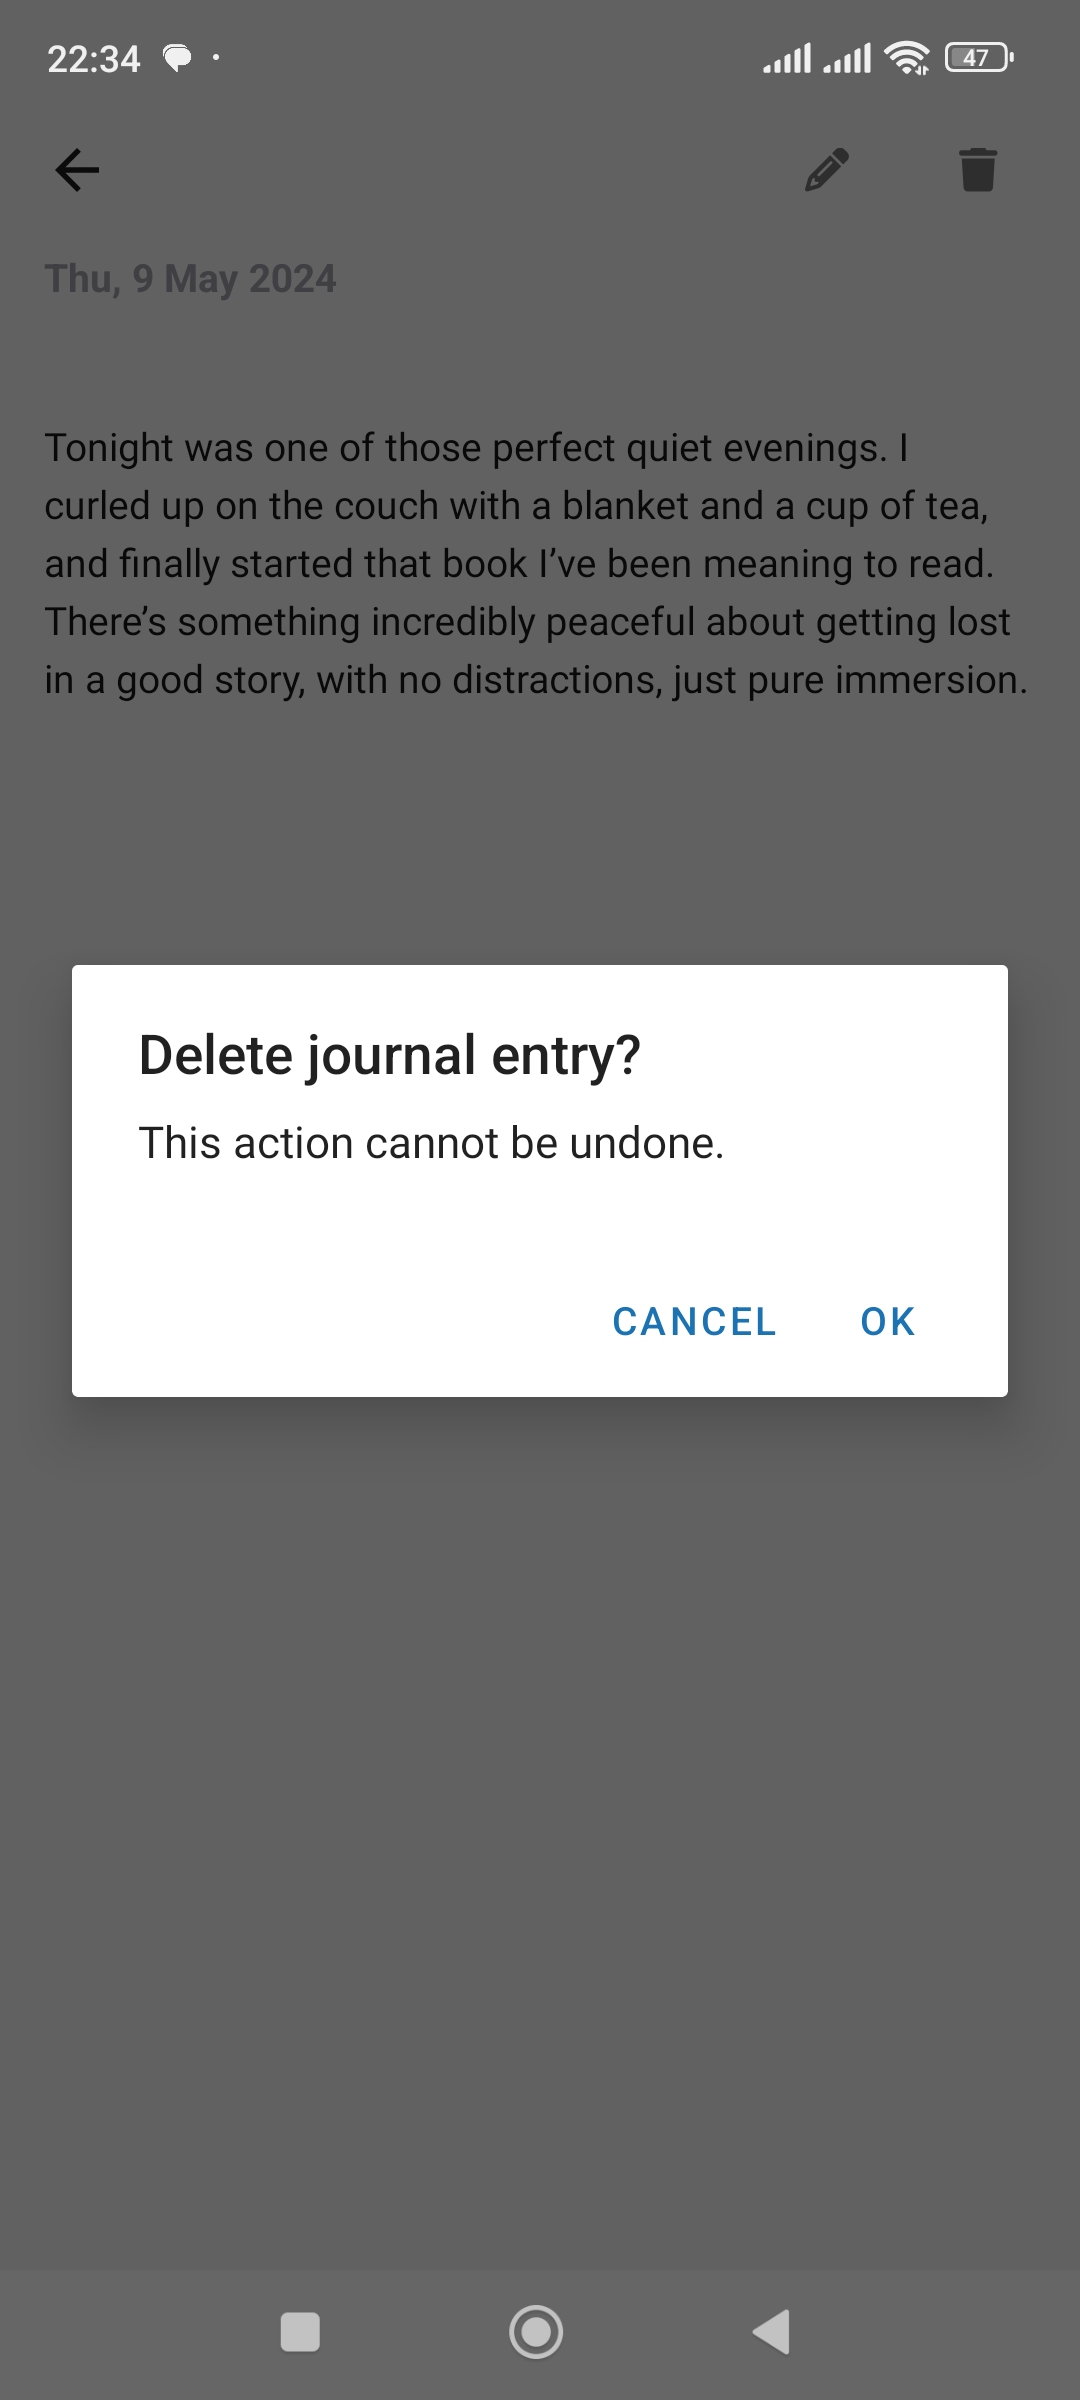 22:34
47
Thu, 9 May 2024
Tonight was one of those perfect quiet evenings. I
curled up on the couch with a blanket and a cup of tea,
and finally started that book I’ve been meaning to read.
There’s something incredibly peaceful about getting lost
in a good story, with no distractions, just pure immersion.
Delete journal entry?
This action cannot be undone.
CANCEL OK